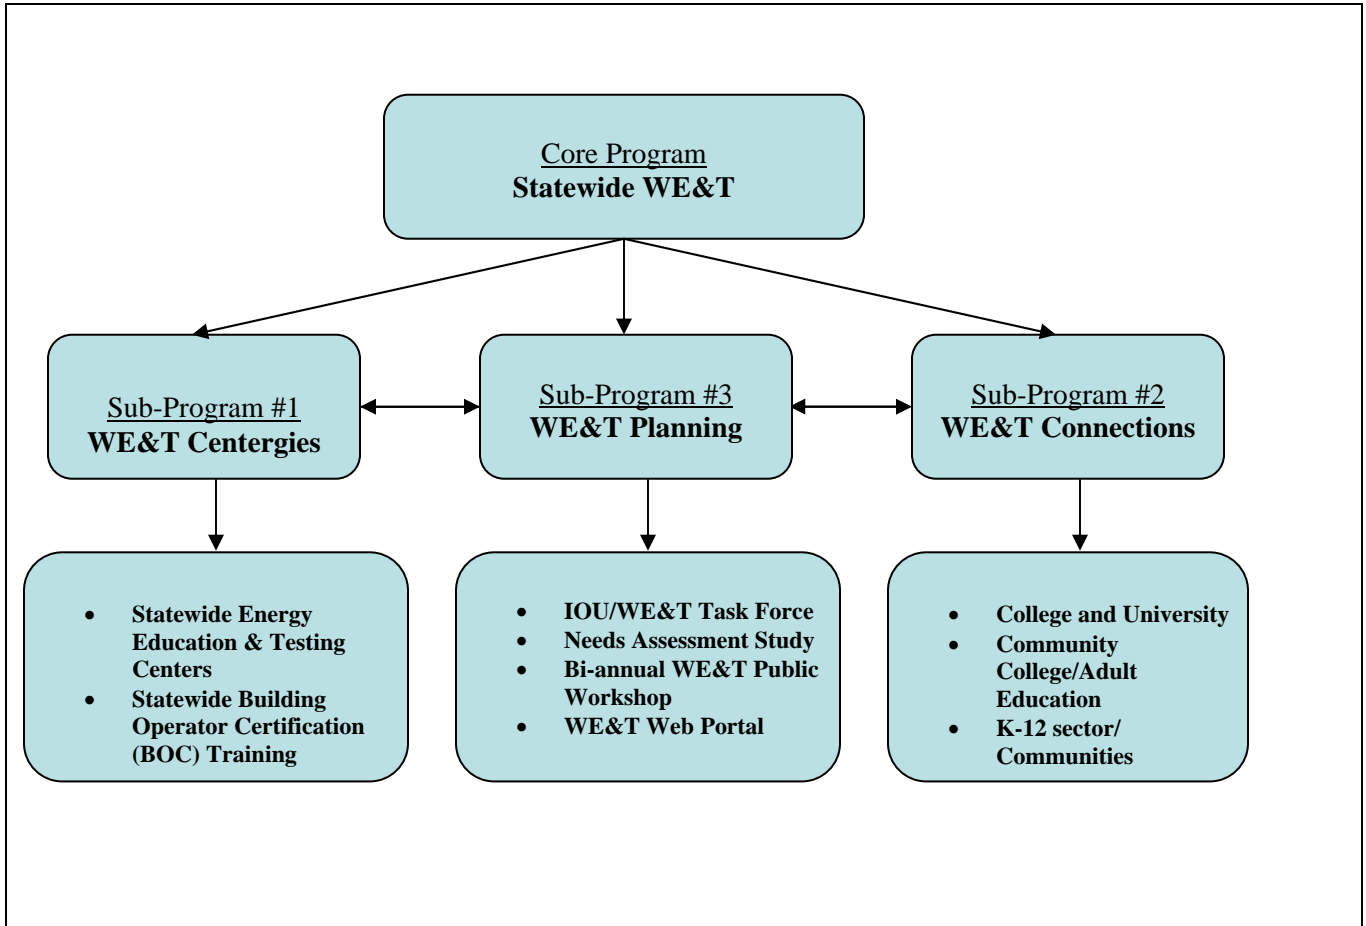 Core Program
Statewide WE&T
Sub-Program #1
WE&T Centergies
Sub-Program #3
WE&T Planning
Sub-Program #2
WE&T Connections
• Statewide Energy
Education & Testing
Centers
• Statewide Building
Operator Certification
(BOC) Training
• IOU/WE&T Task Force
• Needs Assessment Study
• Bi-annual WE&T Public
Workshop
• WE&T Web Portal
• College and University
• Community
College/Adult
Education
• K-12 sector/
Communities